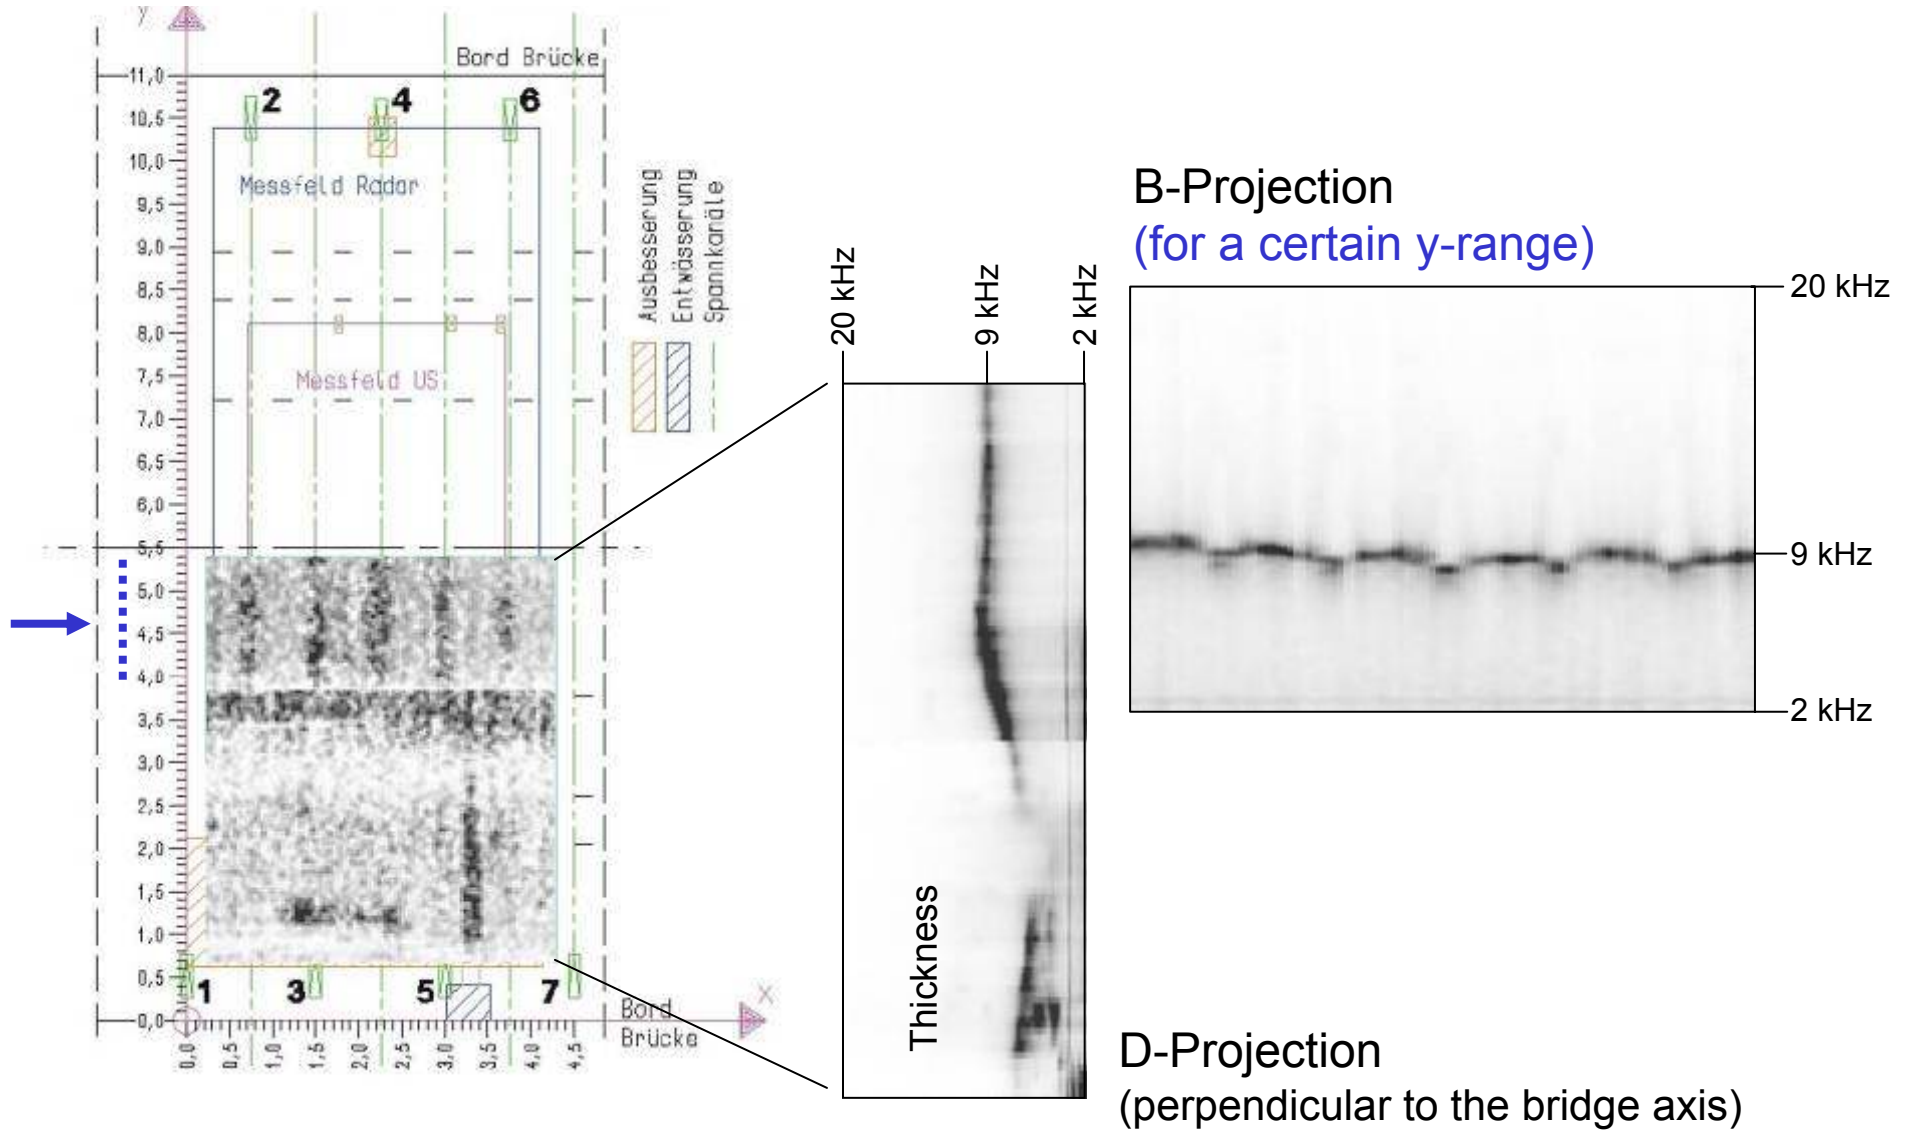 y
Bord Brücke
11,0
2
4
6
10,5
10,0
Messfeld Radar
9,5
9,0
8,5
8,0
7,5
Messfeld US
7,0
6,5
6,0
5,5
5,0
4,5
4,0
3,5
3,0
2,5
2,0
1,5
1,0
0,5
0,0
1
3
5
7
x
Bord
Brücke
0,0
0,5
1,0
1,5
2,0
2,5
3,0
3,5
4,0
4,5
Ausbesserung
Entwässerung
Spannkanäle
20 kHz
9 kHz
2 kHz
Thickness
B-Projection
(for a certain y-range)
20 kHz
9 kHz
2 kHz
D-Projection
(perpendicular to the bridge axis)